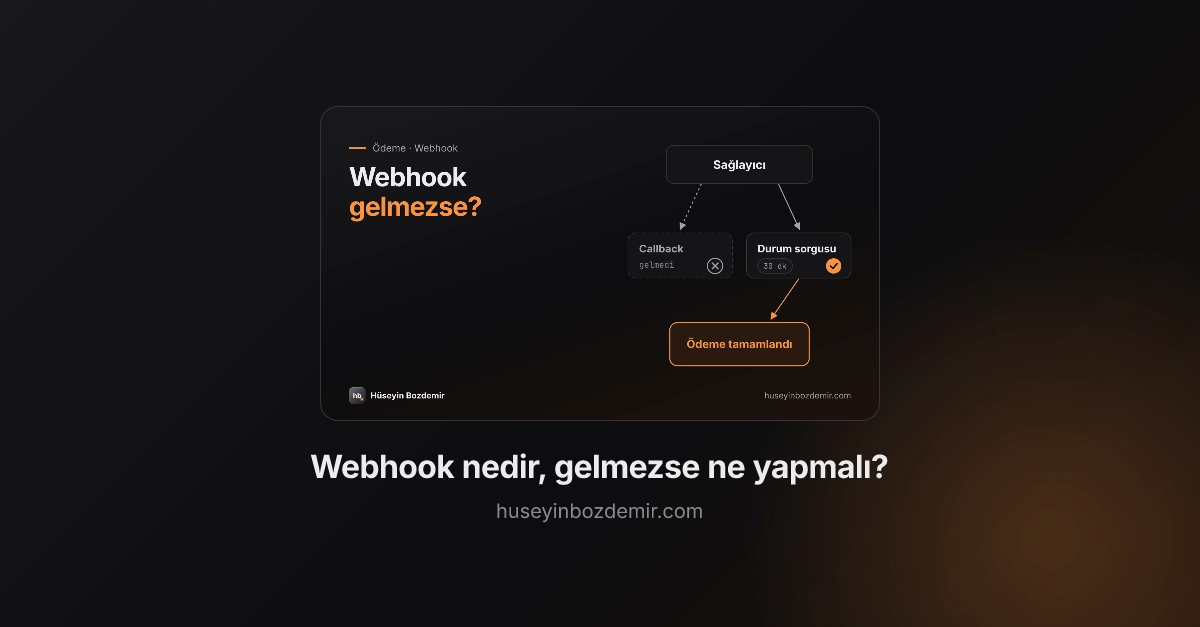 Ödeme · Webhook
Webhook
gelmezse?
Sağlayıcı
Callback
gelmedi
Durum sorgusu
30 dk
Ödeme tamamlandı
hb.
Hüseyin Bozdemir
huseyinbozdemir.com
Webhook nedir, gelmezse ne yapmalı?
huseyinbozdemir.com